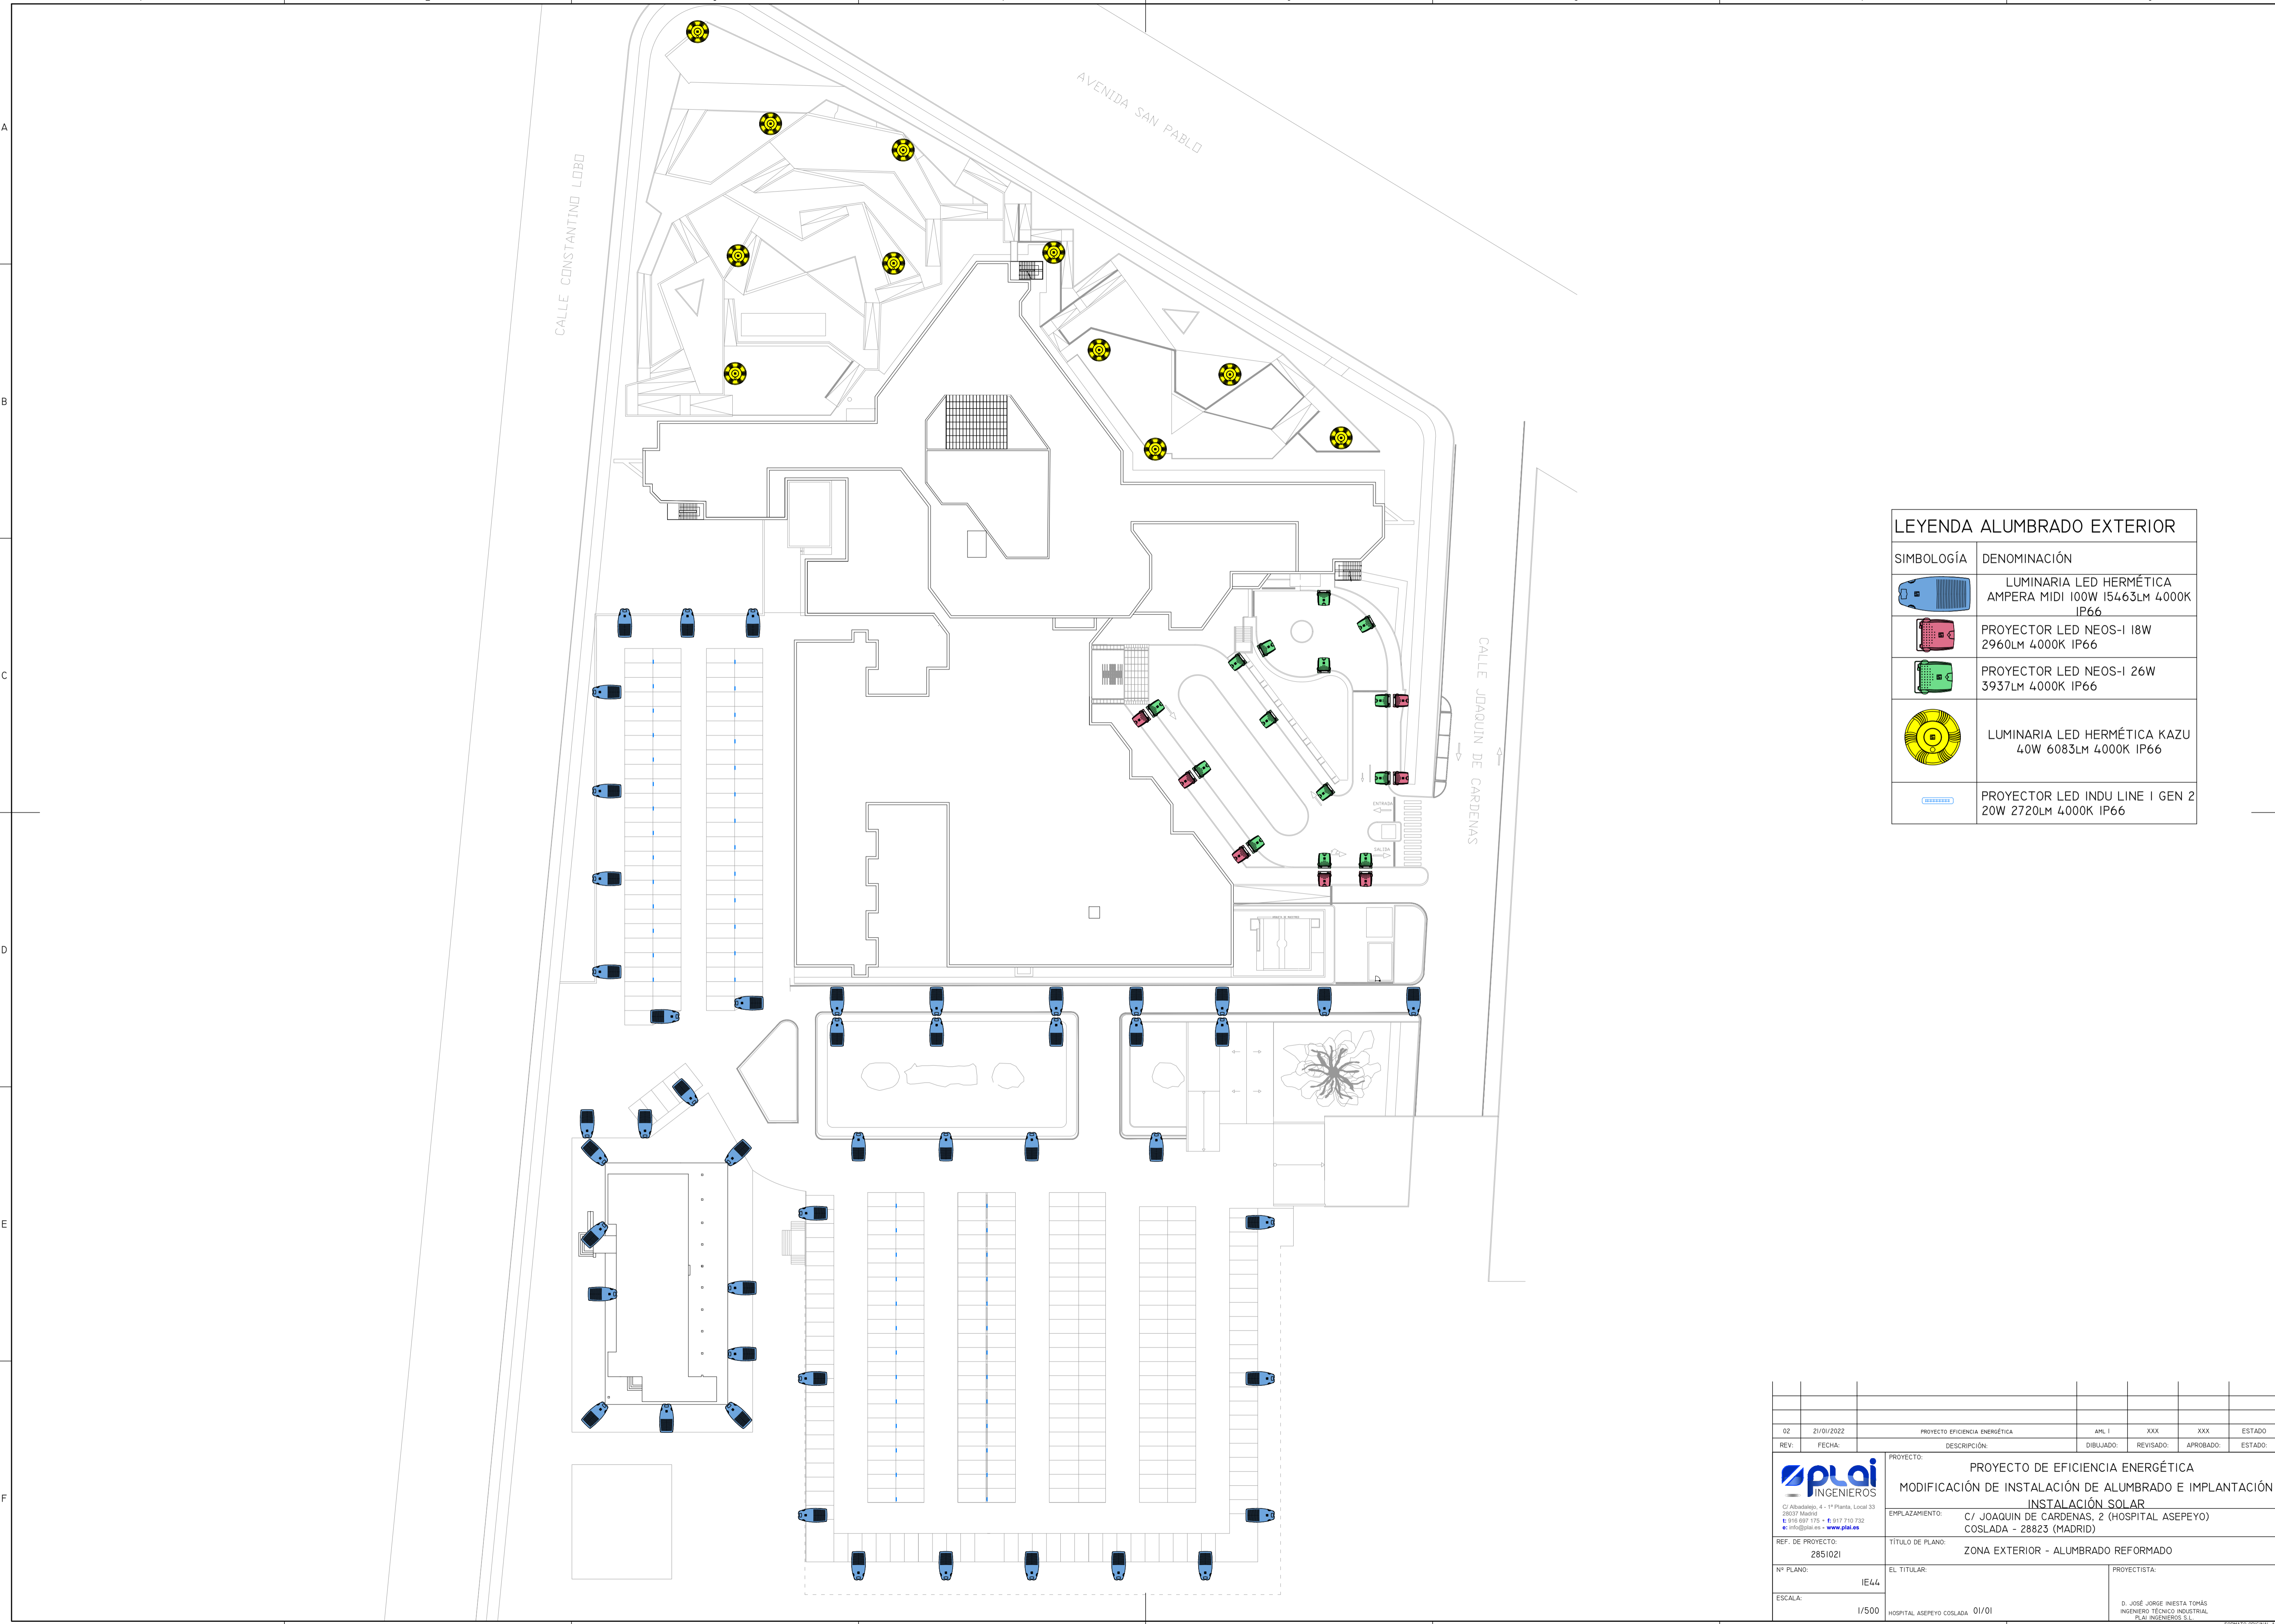 AVENIDA SAN PABLO
CALLE CONSTANTINO LOBO
CALLE JOAQUIN DE CARDENAS
ENTRADA
SALIDA
A
B
C
D
E
F
LEYENDA ALUMBRADO EXTERIOR
SIMBOLOGÍA DENOMINACIÓN
LUMINARIA LED HERMÉTICA
AMPERA MIDI 100W 15463LM 4000K
IP66
PROYECTOR LED NEOS-1 18W
2960LM 4000K IP66
PROYECTOR LED NEOS-1 26W
3937LM 4000K IP66
LUMINARIA LED HERMÉTICA KAZU
40W 6083LM 4000K IP66
PROYECTOR LED INDU LINE 1 GEN 2
20W 2720LM 4000K IP66
02 21/01/2022 PROYECTO EFICIENCIA ENERGÉTICA AML 1 XXX XXX ESTADO
REV: FECHA: DESCRIPCIÓN: DIBUJADO: REVISADO: APROBADO: ESTADO:
plai
INGENIEROS
C/ Albadalejo, 4 - 1ª Planta, Local 33
28037 Madrid
t: 916 697 175 - f: 917 710 732
e: info@plai.es - www.plai.es
PROYECTO:
PROYECTO DE EFICIENCIA ENERGÉTICA
MODIFICACIÓN DE INSTALACIÓN DE ALUMBRADO E IMPLANTACIÓN
INSTALACIÓN SOLAR
EMPLAZAMIENTO: C/ JOAQUIN DE CARDENAS, 2 (HOSPITAL ASEPEYO)
COSLADA - 28823 (MADRID)
REF. DE PROYECTO:
2851021
TÍTULO DE PLANO:
ZONA EXTERIOR - ALUMBRADO REFORMADO
Nº PLANO:
IE44
EL TITULAR:
PROYECTISTA:
ESCALA:
1/500
HOSPITAL ASEPEYO COSLADA 01/01
D. JOSÉ JORGE INIESTA TOMÁS
INGENIERO TÉCNICO INDUSTRIAL
PLAI INGENIEROS S.L.